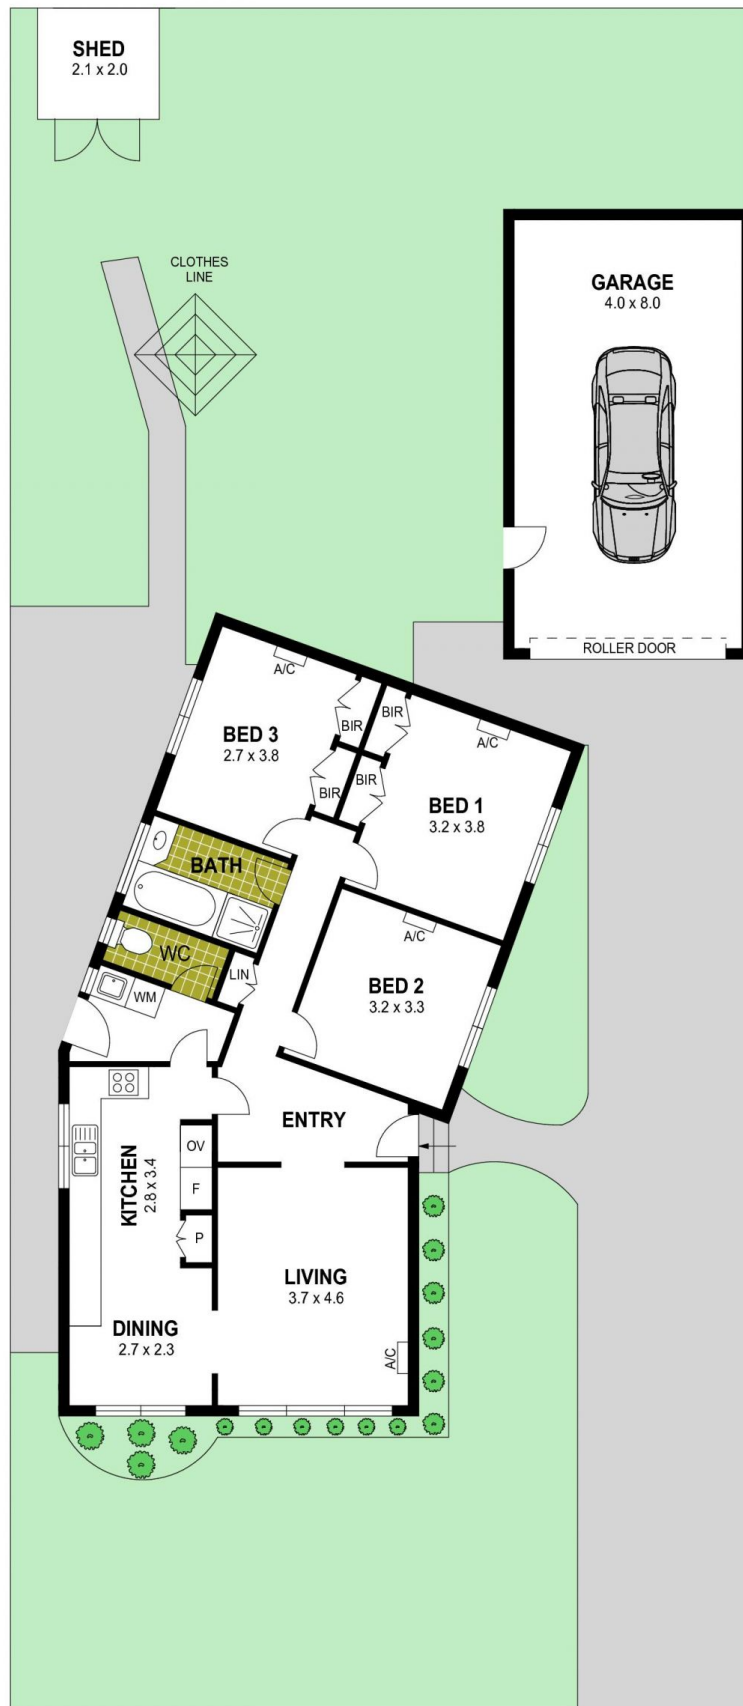 SHED
2.1 x 2.0
CLOTHES
LINE
GARAGE
4.0 x 8.0
ROLLER DOOR
A/C
BED 3
2.7 x 3.8
BIR
BIR
BIR
BIR
A/C
BED 1
3.2 x 3.8
BATH
WC
LIN
WM
A/C
BED 2
3.2 x 3.3
ENTRY
KITCHEN
2.8 x 3.4
OV
F
P
LIVING
3.7 x 4.6
DINING
2.7 x 2.3
A/C